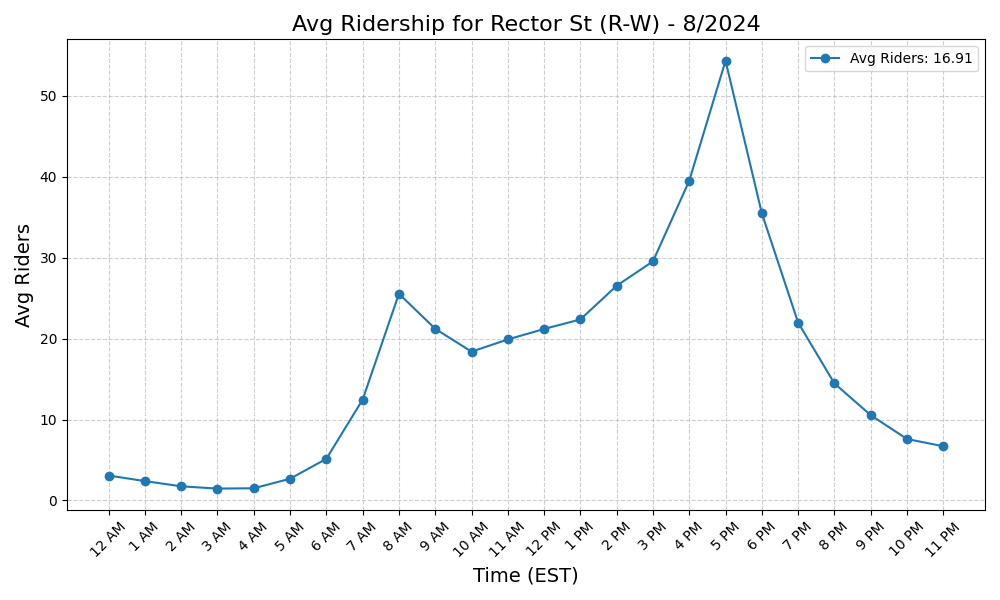 Avg Ridership for Rector St (R-W) - 8/2024
Avg Riders: 16.91
Avg Riders
50
40
30
20
10
0
12 AM
1 AM
2 AM
3 AM
4 AM
5 AM
6 AM
7 AM
8 AM
9 AM
10 AM
11 AM
12 PM
1 PM
2 PM
3 PM
4 PM
5 PM
6 PM
7 PM
8 PM
9 PM
10 PM
11 PM
Time (EST)